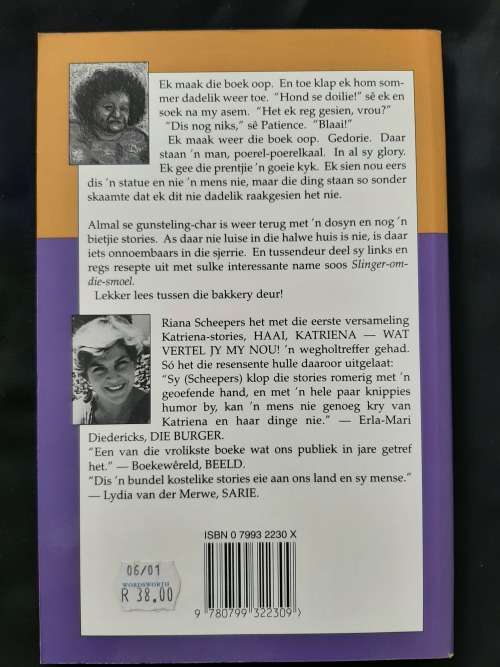 Ek maak die boek oop. En toe klap ek hom som-
mer dadelik weer toe. “Hond se doilie!” sê ek en
soek na my asem. “Het ek reg gesien, vrou?”
“Dis nog niks,” sê Patience. “Blaai!”
Ek maak weer die boek oop. Gedorie. Daar
staan ’n man, poerel-poerelkaal. In al sy glory.
Ek gee die prentjie ’n goeie kyk. Ek sien nou eers
dis ’n statue en nie ’n mens nie, maar die ding staan so sonder
skaamte dat ek dit nie dadelik raakgesien het nie.
Almal se gunsteling-char is weer terug met ’n dosyn en nog ’n
bietjie stories. As daar nie luise in die halwe huis is nie, is daar
iets onnoembaars in die sjerrie. En tussendeur deel sy links en
regs resepte uit met sulke interessante name soos Slinger-om-
die-smoel.
Lekker lees tussen die bakkery deur!
Riana Scheepers het met die eerste versameling
Katriena-stories, HAAI, KATRIENA — WAT
VERTEL JY MY NOU! ’n wegholtreffer gehad.
Só het die resensente hulle daaroor uitgelaat:
“Sy (Scheepers) klop die stories romerig met ’n
geoefende hand, en met ’n hele paar knippies
humor by, kan ’n mens nie genoeg kry van
Katriena en haar dinge nie.” — Erla-Mari
Diedericks, DIE BURGER.
“Een van die vrolikste boeke wat ons publiek in jare getref
het.” — Boekewêreld, BEELD.
“Dis ’n bundel kostelike stories eie aan ons land en sy mense.”
— Lydia van der Merwe, SARIE.
ISBN 0 7993 2230 X
06/01
WORDSWORTH
R 38.00
9 780799 322309